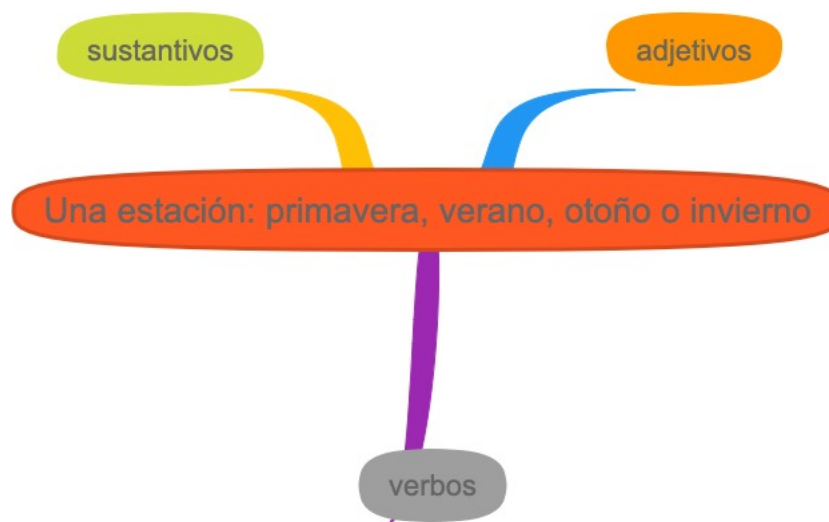 sustantivos
adjetivos
Una estación: primavera, verano, otoño o invierno
verbos